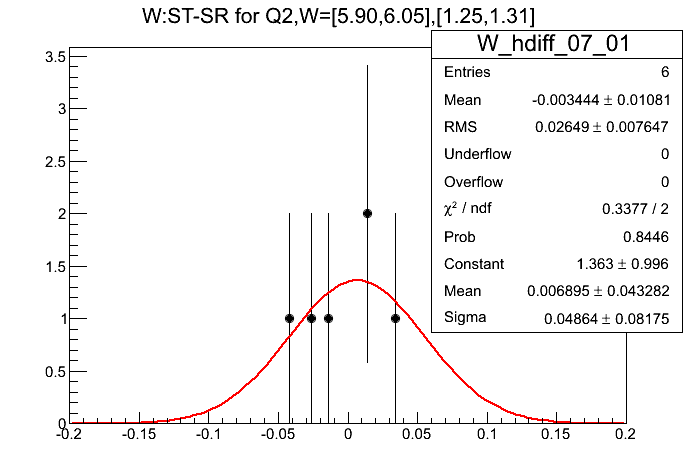 W:ST-SR for Q2,W=[5.90,6.05],[1.25,1.31]
W_hdiff_07_01
Entries 6
Mean -0.003444 ± 0.01081
RMS 0.02649 ± 0.007647
Underflow 0
Overflow 0
χ² / ndf 0.3377 / 2
Prob 0.8446
Constant 1.363 ± 0.996
Mean 0.006895 ± 0.043282
Sigma 0.04864 ± 0.08175
3.5
3
2.5
2
1.5
1
0.5
0
-0.2 -0.15 -0.1 -0.05 0 0.05 0.1 0.15 0.2